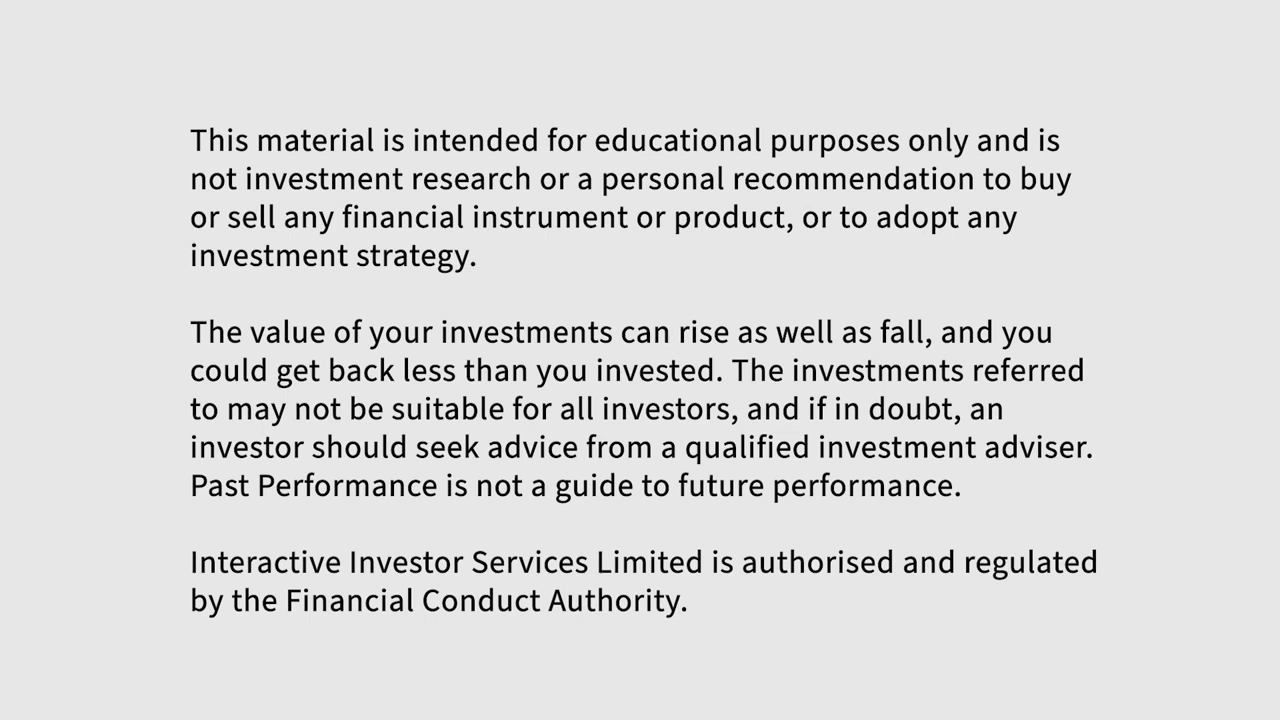 This material is intended for educational purposes only and is
not investment research or a personal recommendation to buy
or sell any financial instrument or product, or to adopt any
investment strategy.
The value of your investments can rise as well as fall, and you
could get back less than you invested. The investments referred
to may not be suitable for all investors, and if in doubt, an
investor should seek advice from a qualified investment adviser.
Past Performance is not a guide to future performance.
Interactive Investor Services Limited is authorised and regulated
by the Financial Conduct Authority.